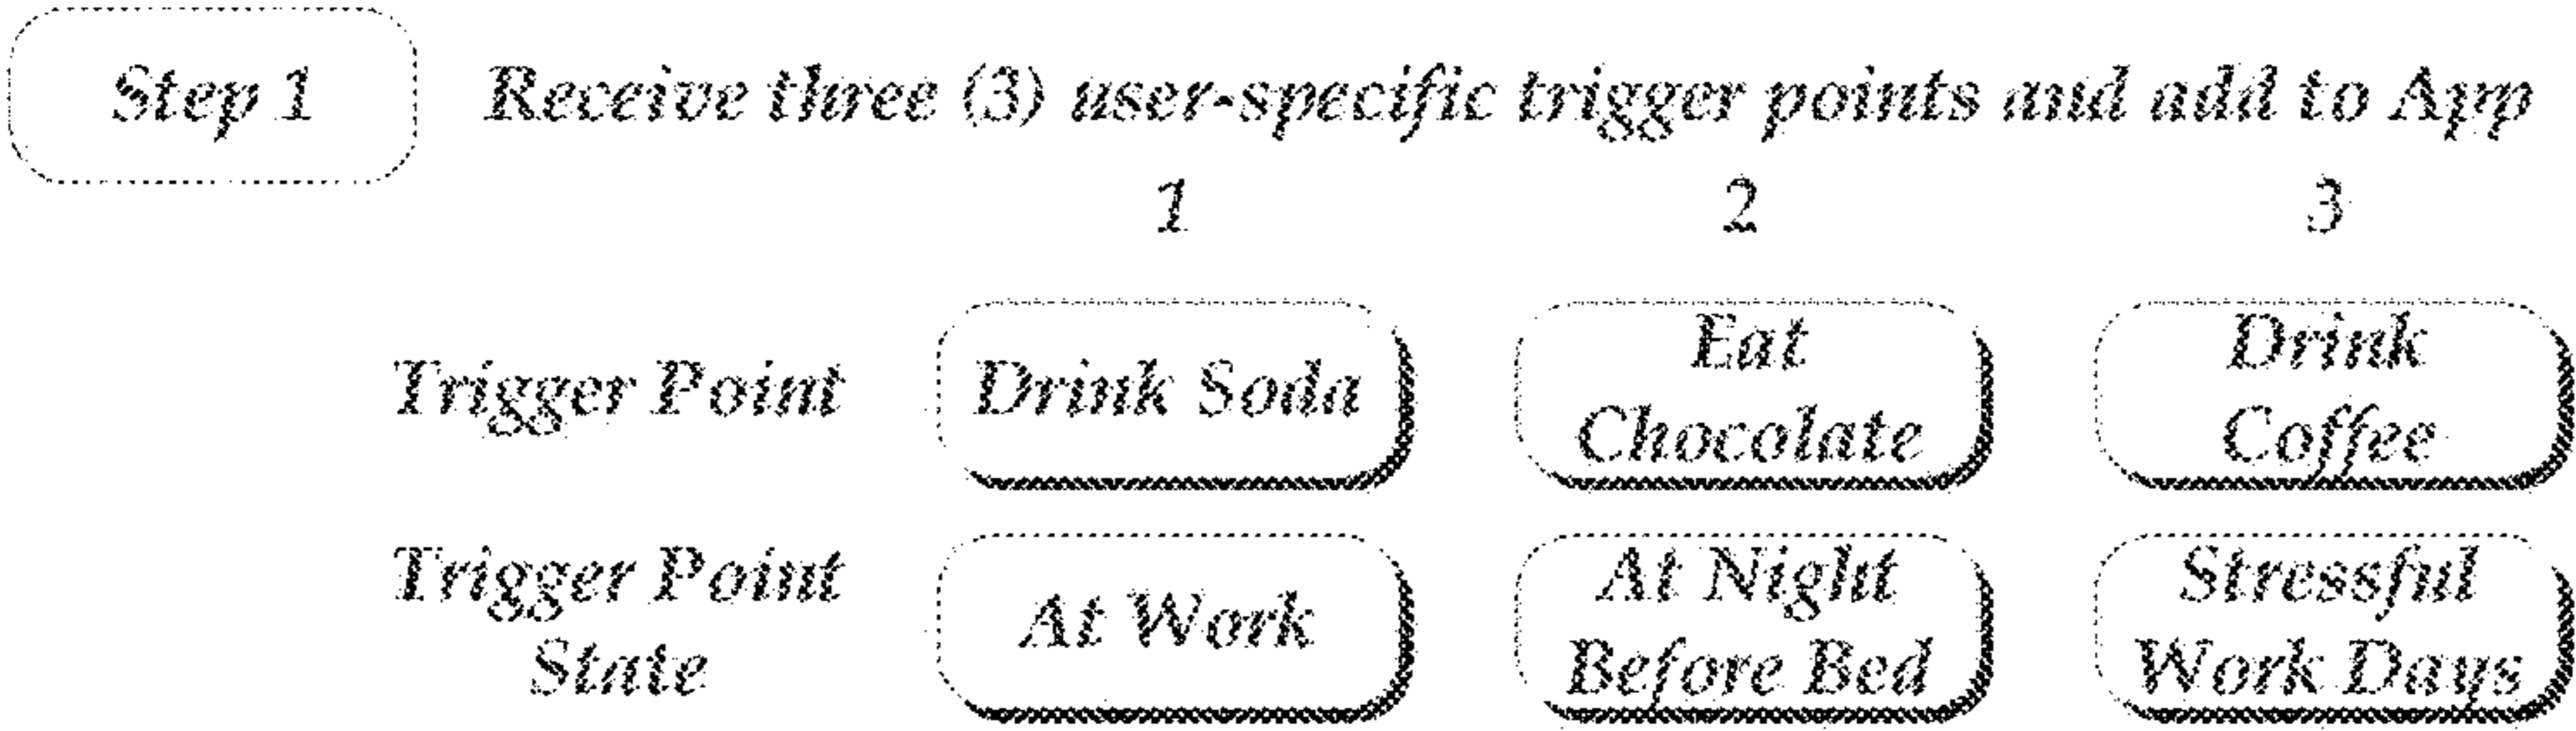 Step 1 Receive three (3) user-specific trigger points and add to App
1 2 3
Trigger Point
Drink Soda
Eat
Chocolate
Drink
Coffee
Trigger Point
State
At Work
At Night
Before Bed
Stressful
Work Days